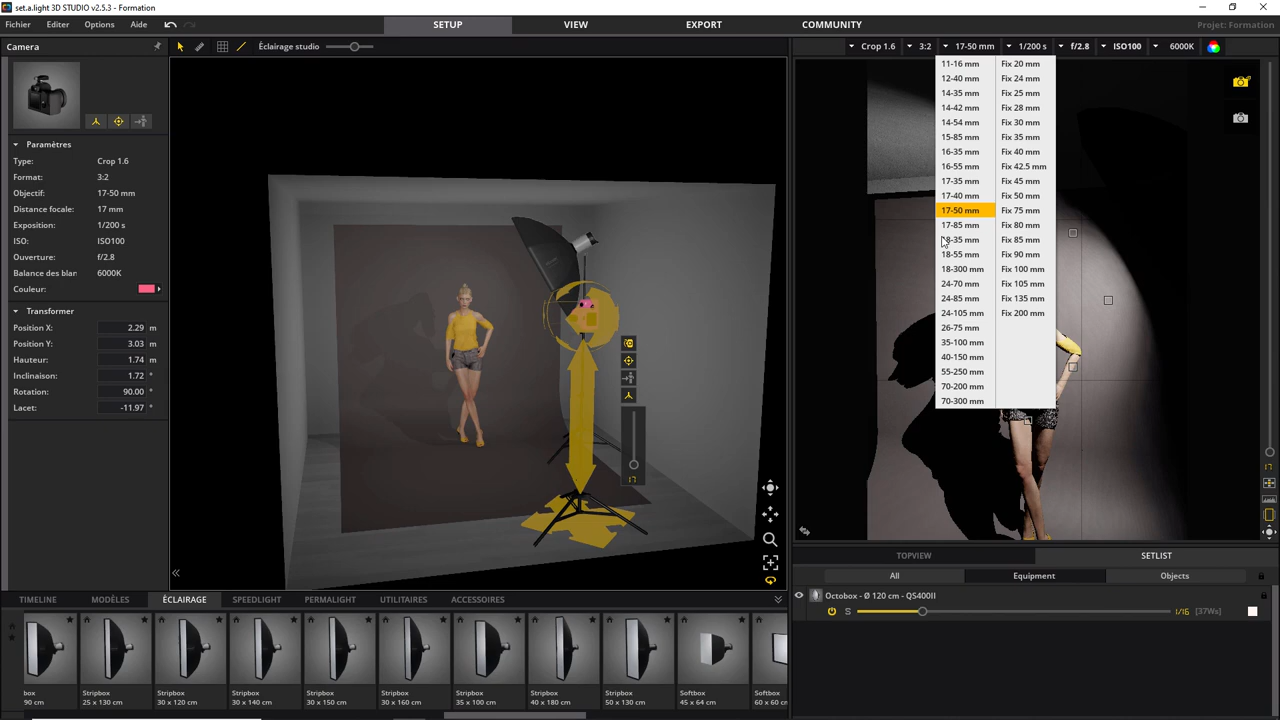 set.a.light 3D STUDIO v2.5.3 - Formation
Fichier Editer Options Aide SETUP VIEW EXPORT COMMUNITY Projet: Formation
Camera Éclairage studio Crop 1.6 3:2 17-50 mm 1/200 s f/2.8 ISO100 6000K
Paramètres
Type: Crop 1.6
Format: 3:2
Objectif: 17-50 mm
Distance focale: 17 mm
Exposition: 1/200 s
ISO: ISO100
Ouverture: f/2.8
Balance des blan 6000K
Couleur:
Transformer
Position X: 2.29 m
Position Y: 3.03 m
Hauteur: 1.74 m
Inclinaison: 1.72 °
Rotation: 90.00 °
Lacet: -11.97 °
17
11-16 mm Fix 20 mm
12-40 mm Fix 24 mm
14-35 mm Fix 25 mm
14-42 mm Fix 28 mm
14-54 mm Fix 30 mm
15-85 mm Fix 35 mm
16-35 mm Fix 40 mm
16-55 mm Fix 42.5 mm
17-35 mm Fix 45 mm
17-40 mm Fix 50 mm
17-50 mm Fix 75 mm
17-85 mm Fix 80 mm
18-35 mm Fix 85 mm
18-55 mm Fix 90 mm
18-300 mm Fix 100 mm
24-70 mm Fix 105 mm
24-85 mm Fix 135 mm
24-105 mm Fix 200 mm
26-75 mm
35-100 mm
40-150 mm
55-250 mm
70-200 mm
70-300 mm
17
TOPVIEW SETLIST
All Equipment Objects
Octobox - Ø 120 cm - QS400II
S 1/16 [37Ws]
TIMELINE MODÈLES ÉCLAIRAGE SPEEDLIGHT PERMALIGHT UTILITAIRES ACCESSOIRES
box Stripbox Stripbox Stripbox Stripbox Stripbox Stripbox Stripbox Stripbox Softbox Softbox
90 cm 25 x 130 cm 30 x 120 cm 30 x 140 cm 30 x 150 cm 30 x 160 cm 35 x 100 cm 40 x 180 cm 50 x 130 cm 45 x 64 cm 60 x 60 c